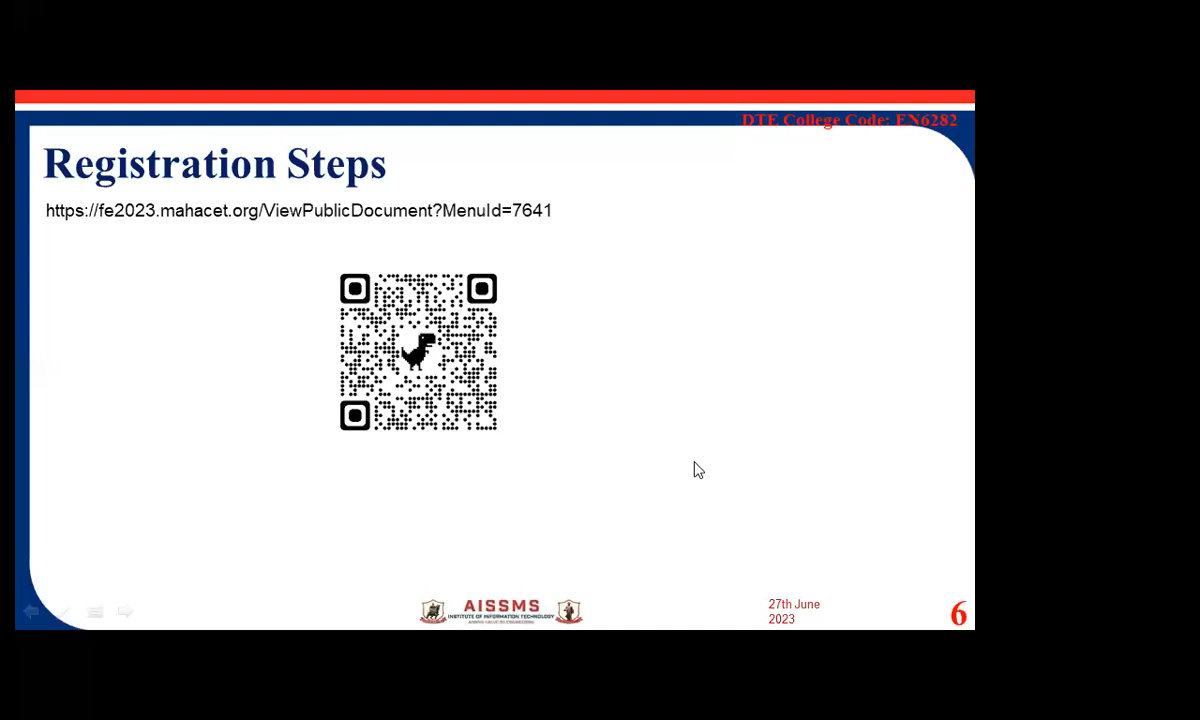 DTE College Code: EN6282
Registration Steps
https://fe2023.mahacet.org/ViewPublicDocument?MenuId=7641
AISSMS
INSTITUTE OF INFORMATION TECHNOLOGY
27th June
2023
6